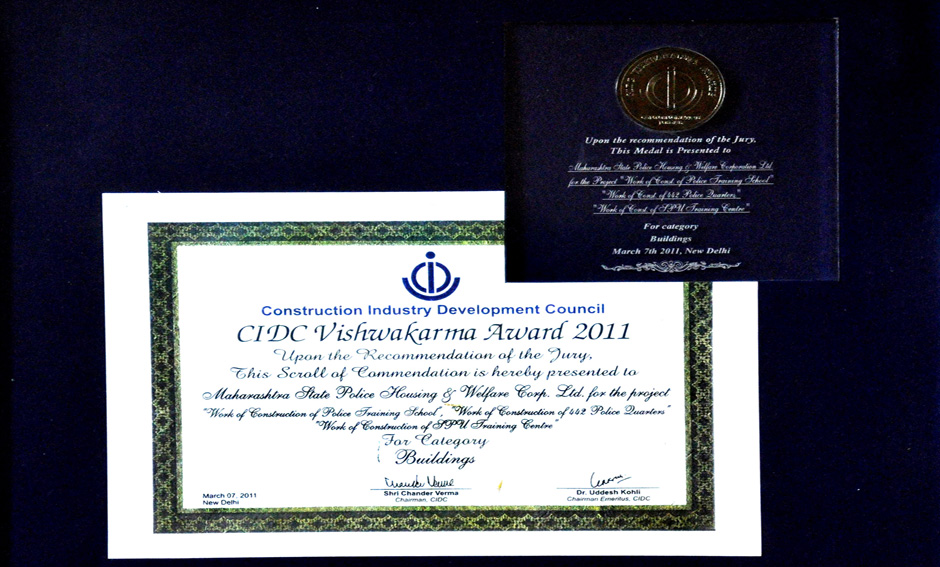 Upon the recommendation of the Jury,
This Medal is Presented to
Maharashtra State Police Housing & Welfare Corporation Ltd.
for the Project "Work of Const. of Police Training School"
"Work of Const. of 442 Police Quarters"
"Work of Const. of SPU Training Centre"
For category
Buildings
March 7th 2011, New Delhi
Construction Industry Development Council
CIDC Vishwakarma Award 2011
Upon the Recommendation of the Jury,
This Scroll of Commendation is hereby presented to
Maharashtra State Police Housing & Welfare Corp. Ltd. for the project
"Work of Construction of Police Training School", "Work of Construction of 442 Police Quarters"
"Work of Construction of SPU Training Centre"
For Category
Buildings
March 07, 2011
New Delhi
Shri Chander Verma
Chairman, CIDC
Dr. Uddesh Kohli
Chairman Emeritus, CIDC